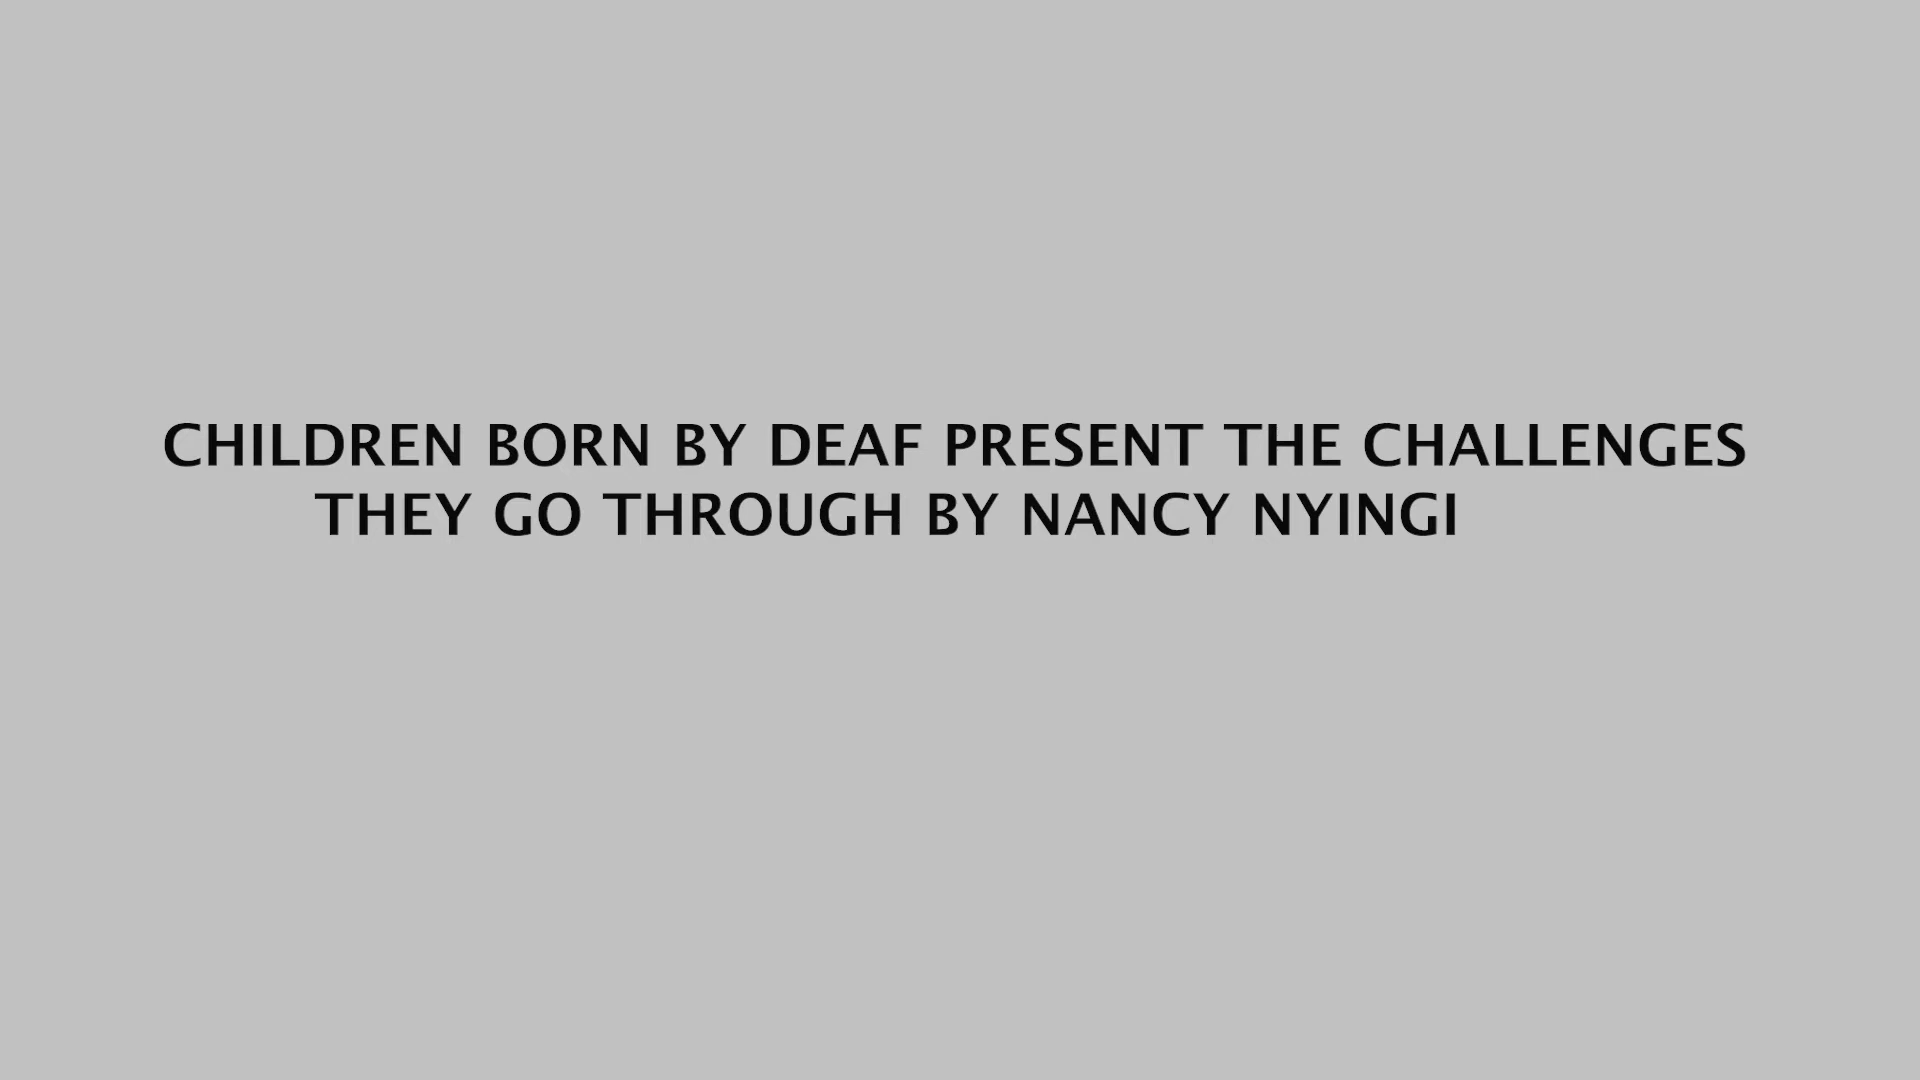 CHILDREN BORN BY DEAF PRESENT THE CHALLENGES
THEY GO THROUGH BY NANCY NYINGI